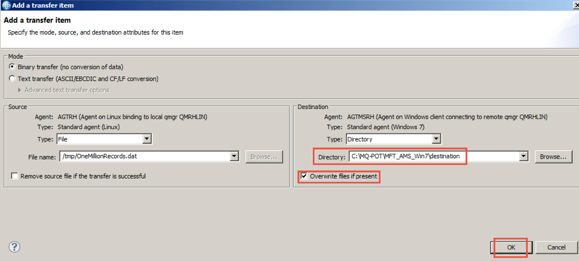 Add a transfer item
Add a transfer item
Specify the mode, source, and destination attributes for this item
Mode
Binary transfer (no conversion of data)
Text transfer (ASCII/EBCDIC and CF/LF conversion)
Advanced text transfer options
Source
Agent: AGTRH (Agent on Linux binding to local qmgr QMRHLIN)
Type: Standard agent (Linux)
Type: File
File name: /tmp/OneMillionRecords.dat Browse...
Remove source file if the transfer is successful
Destination
Agent: AGTMSRH (Agent on Windows client connecting to remote qmgr QMRHLIN)
Type: Standard agent (Windows 7)
Type: Directory
Directory: C:\MQ-POT\MFT_AMS_Win7\destination Browse...
Overwrite files if present
?
OK Cancel